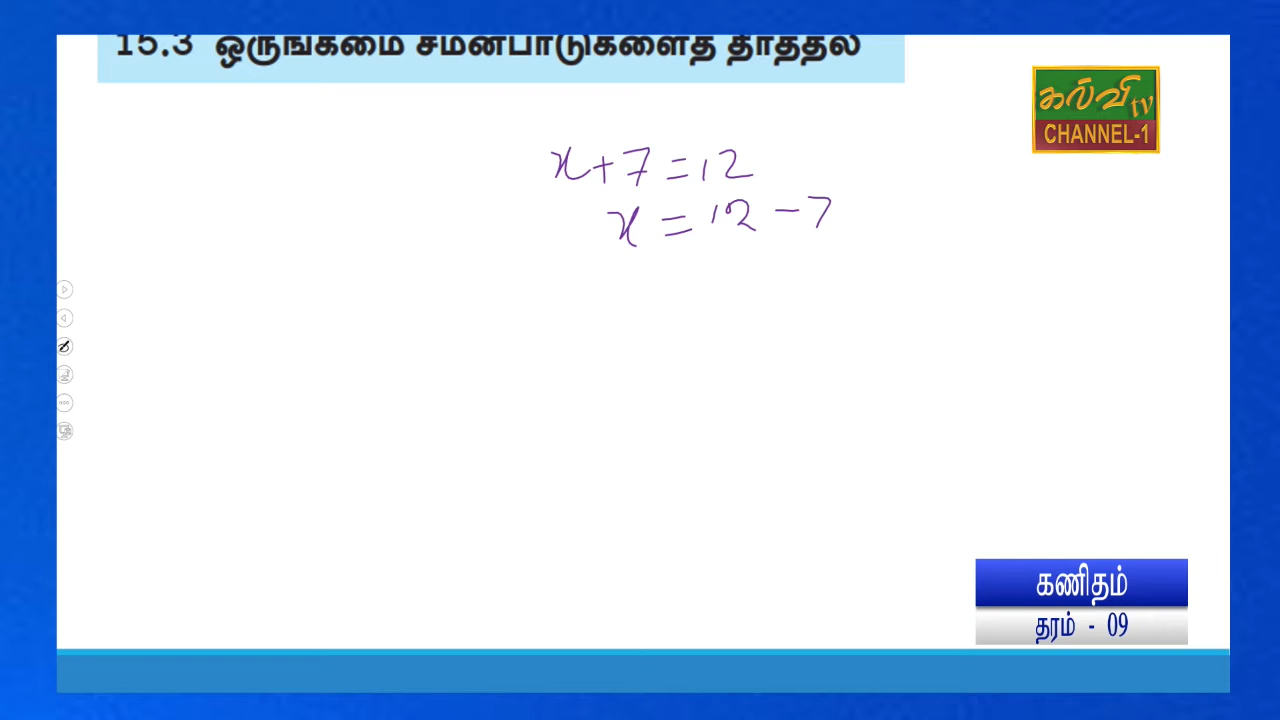 15.3 ஒருங்கமை சமன்பாடுகளைத் தீர்த்தல்
கல்வி tv
CHANNEL-1
x+7=12
x=12-7
கணிதம்
தரம் - 09